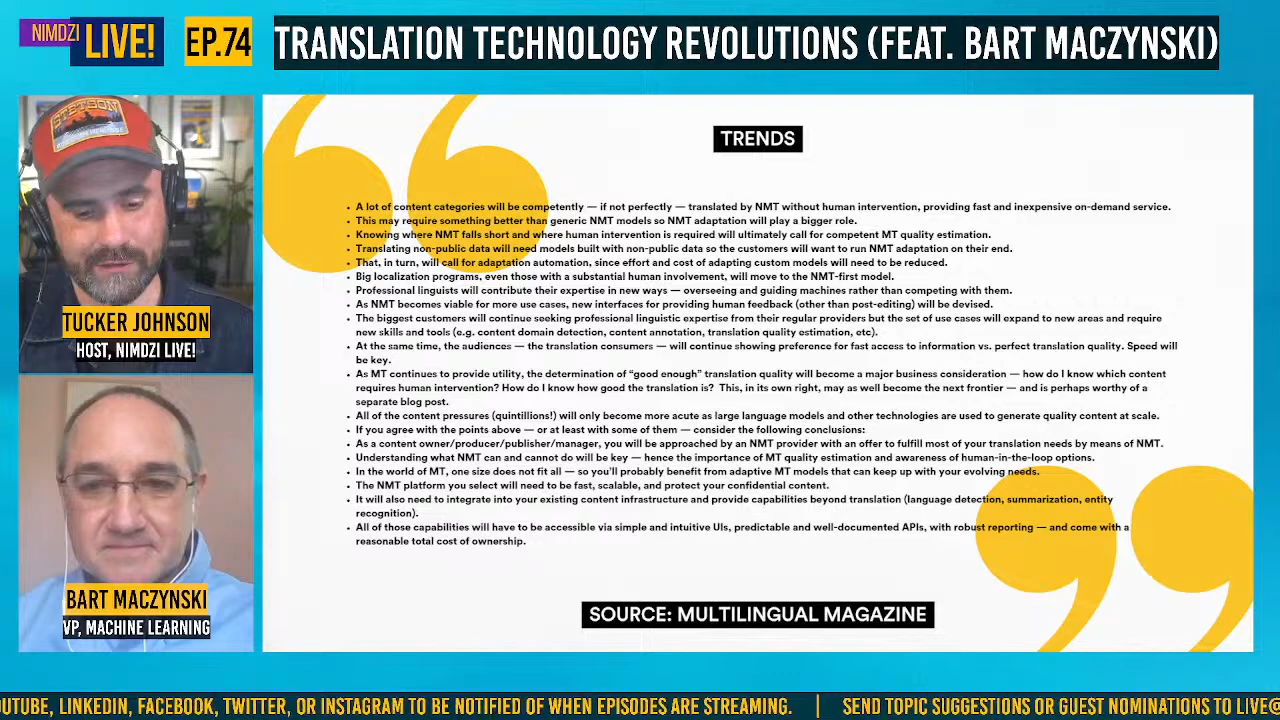 NIMDZI LIVE!
EP.74
TRANSLATION TECHNOLOGY REVOLUTIONS (FEAT. BART MACZYNSKI)
STETSON
TUCKER JOHNSON
HOST, NIMDZI LIVE!
BART MACZYNSKI
VP, MACHINE LEARNING
TRENDS
• A lot of content categories will be competently — if not perfectly — translated by NMT without human intervention, providing fast and inexpensive on-demand service.
• This may require something better than generic NMT models so NMT adaptation will play a bigger role.
• Knowing where NMT falls short and where human intervention is required will ultimately call for competent MT quality estimation.
• Translating non-public data will need models built with non-public data so the customers will want to run NMT adaptation on their end.
• That, in turn, will call for adaptation automation, since effort and cost of adapting custom models will need to be reduced.
• Big localization programs, even those with a substantial human involvement, will move to the NMT-first model.
• Professional linguists will contribute their expertise in new ways — overseeing and guiding machines rather than competing with them.
• As NMT becomes viable for more use cases, new interfaces for providing human feedback (other than post-editing) will be devised.
• The biggest customers will continue seeking professional linguistic expertise from their regular providers but the set of use cases will expand to new areas and require
new skills and tools (e.g. content domain detection, content annotation, translation quality estimation, etc).
• At the same time, the audiences — the translation consumers — will continue showing preference for fast access to information vs. perfect translation quality. Speed will
be key.
• As MT continues to provide utility, the determination of “good enough” translation quality will become a major business consideration — how do I know which content
requires human intervention? How do I know how good the translation is? This, in its own right, may as well become the next frontier — and is perhaps worthy of a
separate blog post.
• All of the content pressures (quintillions!) will only become more acute as large language models and other technologies are used to generate quality content at scale.
• If you agree with the points above — or at least with some of them — consider the following conclusions:
• As a content owner/producer/publisher/manager, you will be approached by an NMT provider with an offer to fulfill most of your translation needs by means of NMT.
• Understanding what NMT can and cannot do will be key — hence the importance of MT quality estimation and awareness of human-in-the-loop options.
• In the world of MT, one size does not fit all — so you’ll probably benefit from adaptive MT models that can keep up with your evolving needs.
• The NMT platform you select will need to be fast, scalable, and protect your confidential content.
• It will also need to integrate into your existing content infrastructure and provide capabilities beyond translation (language detection, summarization, entity
recognition).
• All of those capabilities will have to be accessible via simple and intuitive UIs, predictable and well-documented APIs, with robust reporting — and come with a
reasonable total cost of ownership.
SOURCE: MULTILINGUAL MAGAZINE
OUTUBE, LINKEDIN, FACEBOOK, TWITTER, OR INSTAGRAM TO BE NOTIFIED OF WHEN EPISODES ARE STREAMING. | SEND TOPIC SUGGESTIONS OR GUEST NOMINATIONS TO LIVE@